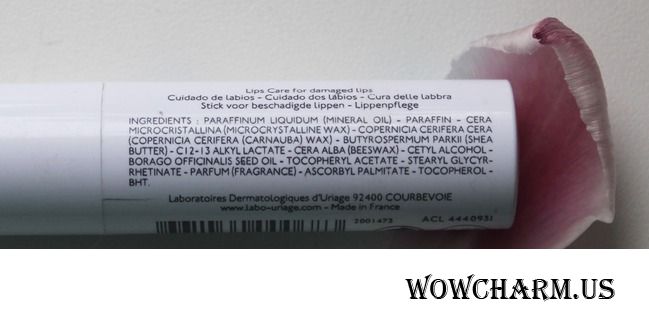 Lips Care for damaged lips
Cuidado de labios - Cuidado dos labios - Cura delle labbra
Stick voor beschadigde lippen - Lippenpflege
INGREDIENTS : PARAFFINUM LIQUIDUM (MINERAL OIL) - PARAFFIN - CERA
MICROCRISTALLINA (MICROCRYSTALLINE WAX) - COPERNICIA CERIFERA CERA
(COPERNICIA CERIFERA (CARNAUBA) WAX) - BUTYROSPERMUM PARKII (SHEA
BUTTER) - C12-13 ALKYL LACTATE - CERA ALBA (BEESWAX) - CETYL ALCOHOL -
BORAGO OFFICINALIS SEED OIL - TOCOPHERYL ACETATE - STEARYL GLYCYR-
RHETINATE - PARFUM (FRAGRANCE) - ASCORBYL PALMITATE - TOCOPHEROL -
BHT.
Laboratoires Dermatologiques d'Uriage 92400 COURBEVOIE
www.labo-uriage.com - Made in France
2001473 ACL 4440931
WOWCHARM.US